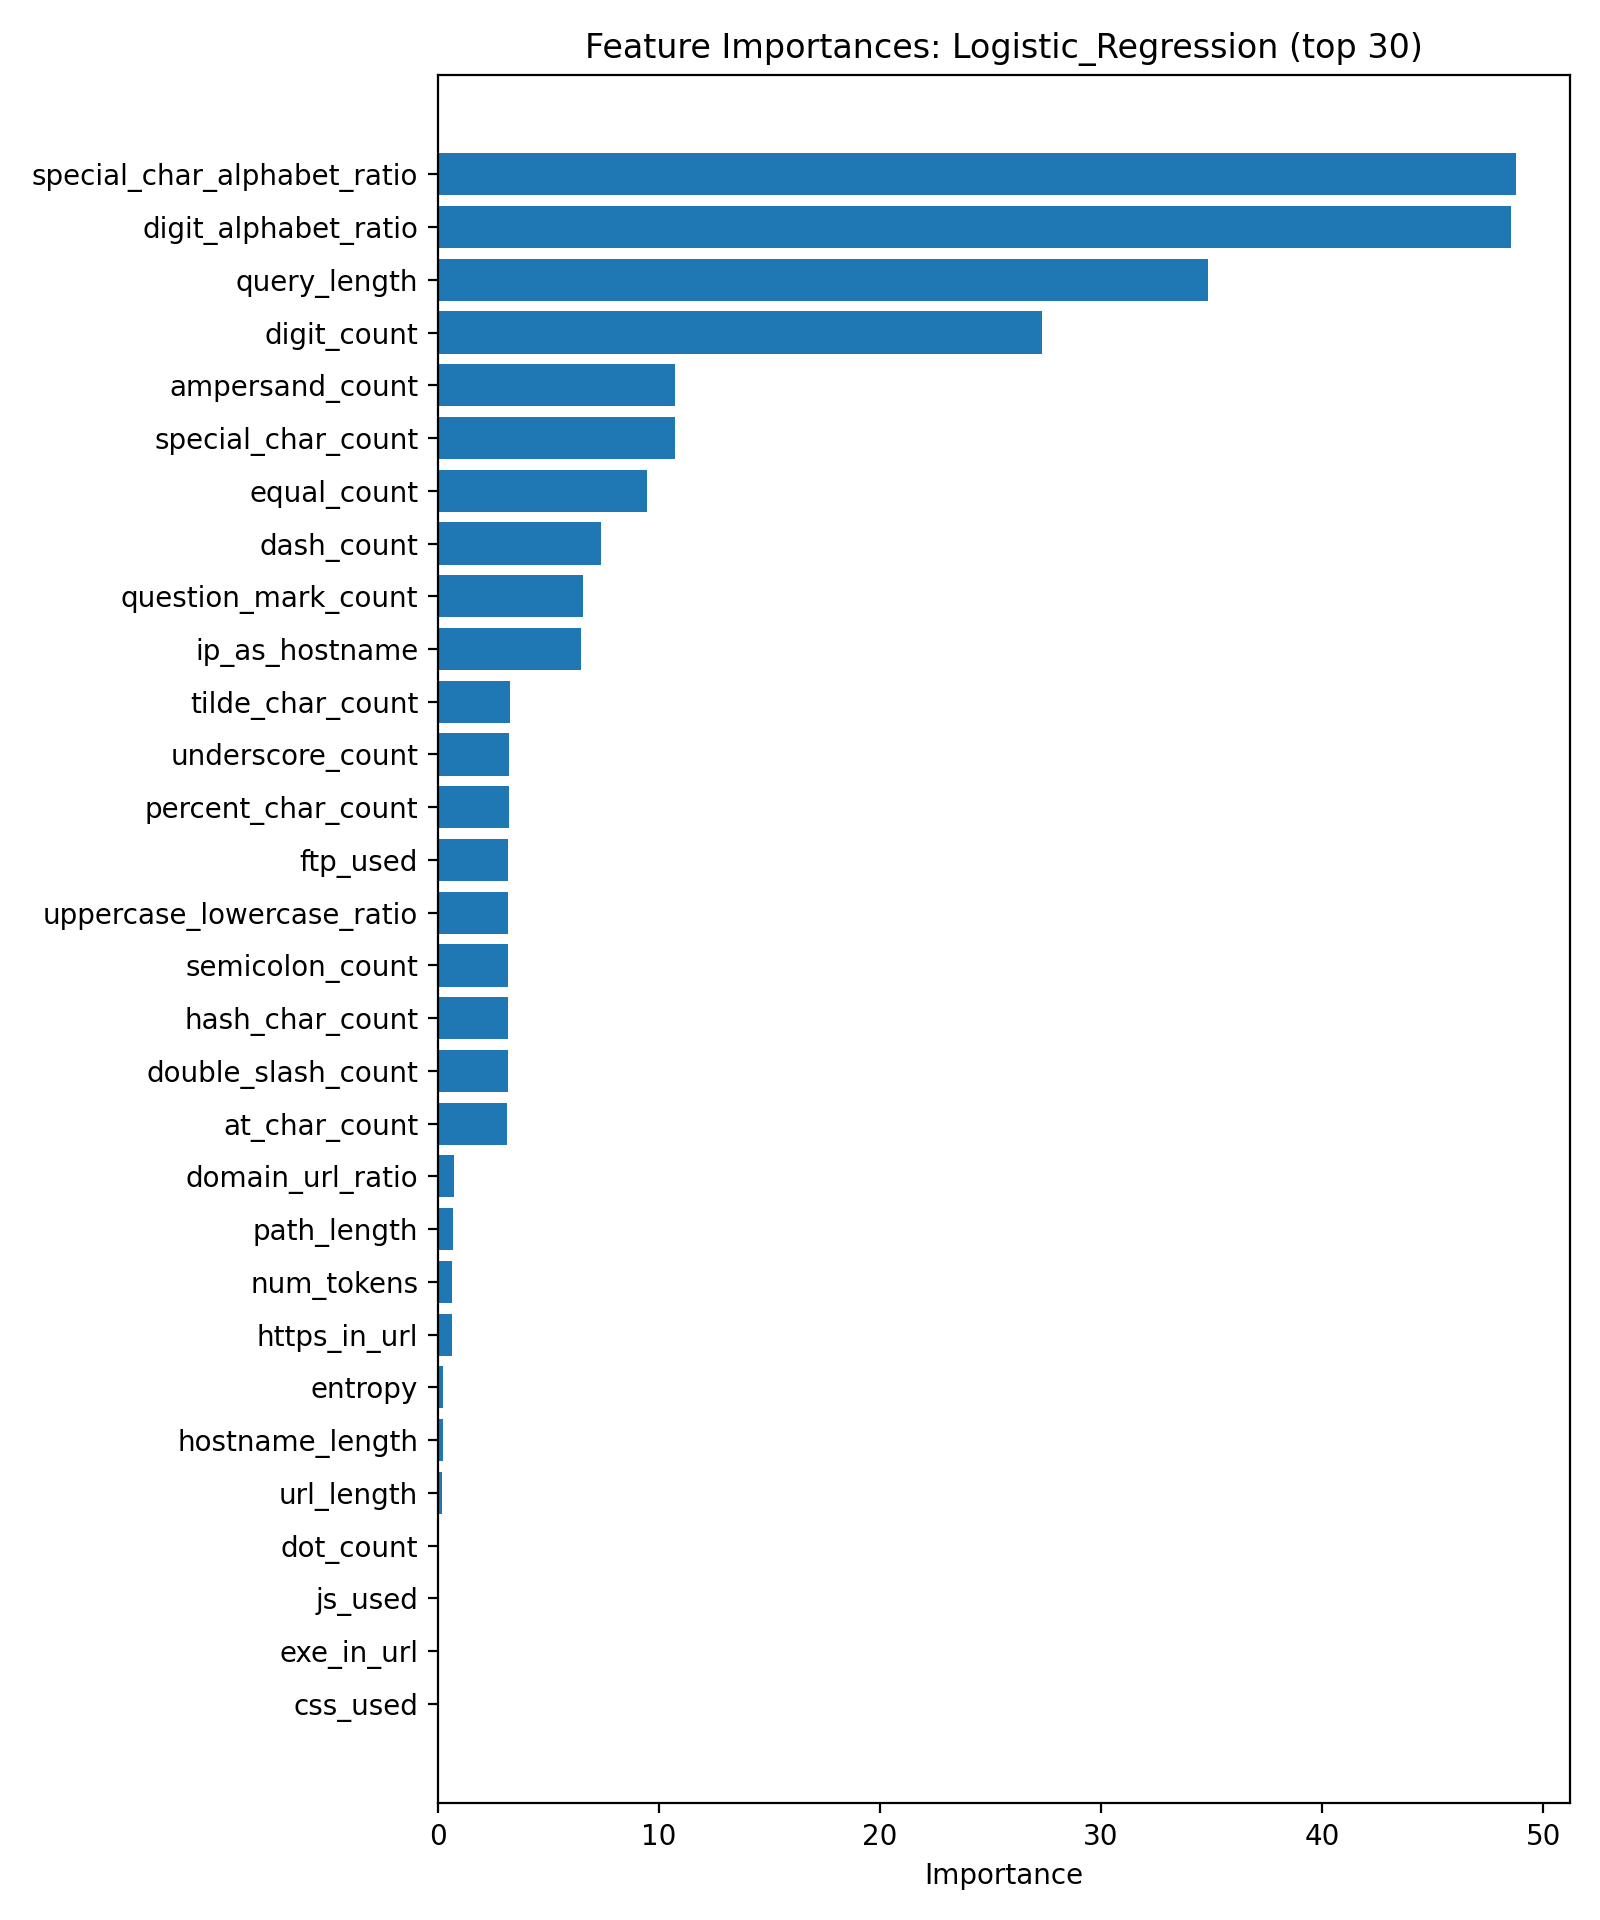 Feature Importances: Logistic_Regression (top 30)
special_char_alphabet_ratio
digit_alphabet_ratio
query_length
digit_count
ampersand_count
special_char_count
equal_count
dash_count
question_mark_count
ip_as_hostname
tilde_char_count
underscore_count
percent_char_count
ftp_used
uppercase_lowercase_ratio
semicolon_count
hash_char_count
double_slash_count
at_char_count
domain_url_ratio
path_length
num_tokens
https_in_url
entropy
hostname_length
url_length
dot_count
js_used
exe_in_url
css_used
0 10 20 30 40 50
Importance